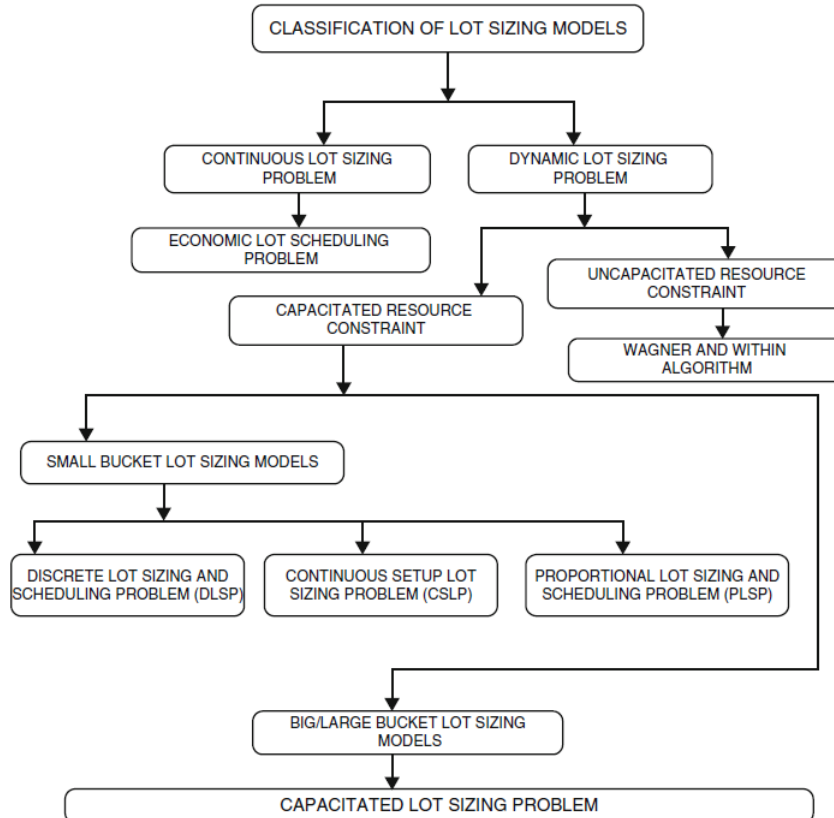 CLASSIFICATION OF LOT SIZING MODELS
CONTINUOUS LOT SIZING
PROBLEM
DYNAMIC LOT SIZING
PROBLEM
ECONOMIC LOT SCHEDULING
PROBLEM
UNCAPACITATED RESOURCE
CONSTRAINT
CAPACITATED RESOURCE
CONSTRAINT
WAGNER AND WITHIN
ALGORITHM
SMALL BUCKET LOT SIZING MODELS
DISCRETE LOT SIZING AND
SCHEDULING PROBLEM (DLSP)
CONTINUOUS SETUP LOT
SIZING PROBLEM (CSLP)
PROPORTIONAL LOT SIZING AND
SCHEDULING PROBLEM (PLSP)
BIG/LARGE BUCKET LOT SIZING
MODELS
CAPACITATED LOT SIZING PROBLEM